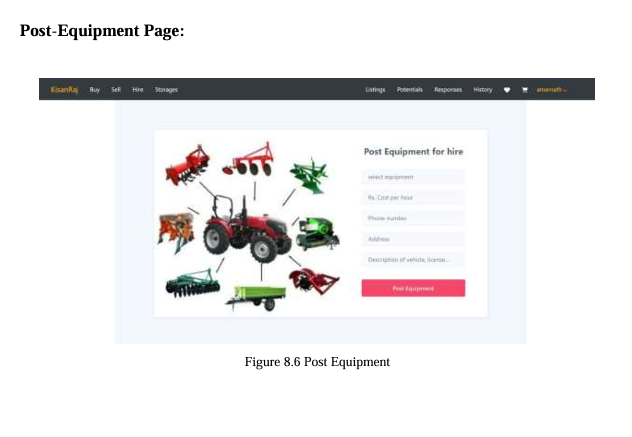 Post-Equipment Page:
KisanRaj Buy Sell Hire Storages Listings Potentials Responses History amarnath
Post Equipment for hire
select equipment
Rs. Cost per hour
Phone number
Address
Description of vehicle, license...
Post Equipment
Figure 8.6 Post Equipment